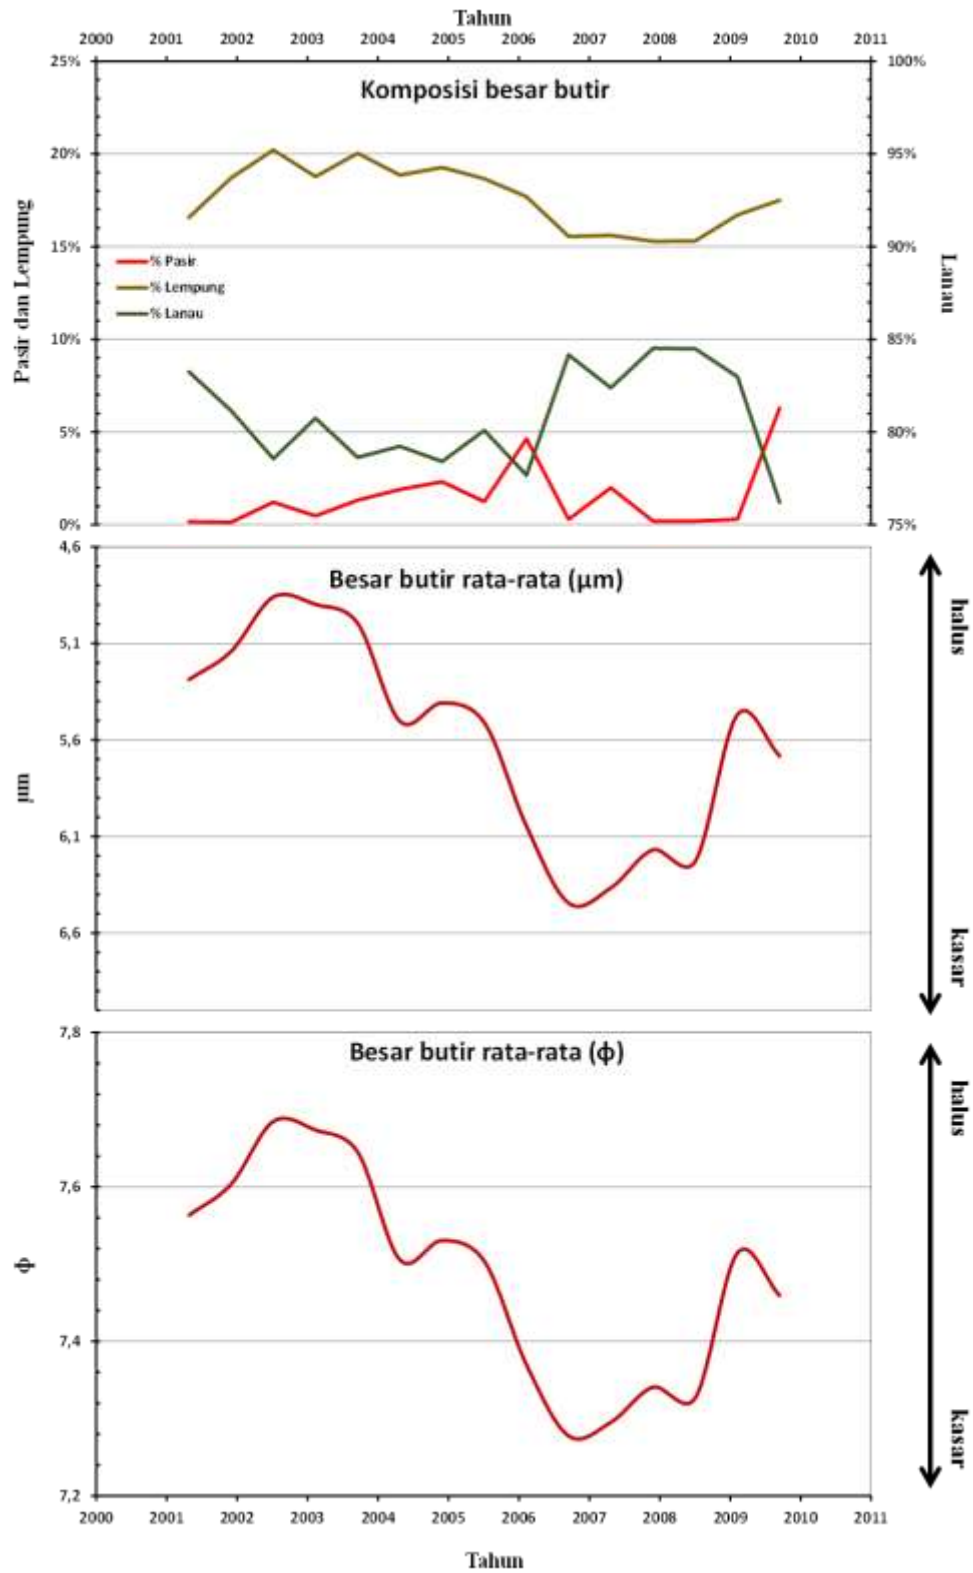 Tahun
2000 2001 2002 2003 2004 2005 2006 2007 2008 2009 2010 2011
Komposisi besar butir
25%
20%
15%
10%
5%
0%
Pasir dan Lempung
100%
95%
90%
85%
80%
75%
Lanau
% Pasir
% Lempung
% Lanau
Besar butir rata-rata (μm)
4,6
5,1
5,6
6,1
6,6
μm
halus
kasar
Besar butir rata-rata (ϕ)
7,8
7,6
7,4
7,2
ϕ
halus
kasar
2000 2001 2002 2003 2004 2005 2006 2007 2008 2009 2010 2011
Tahun